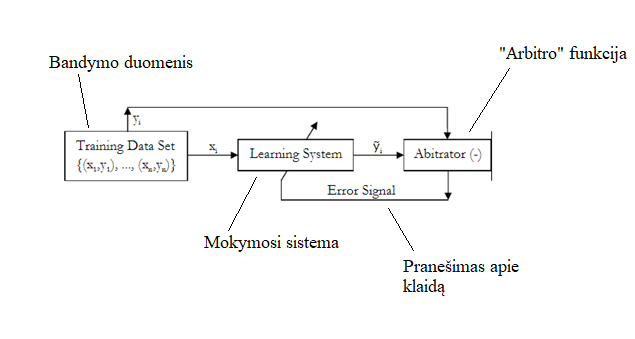 "Arbitro" funkcija
Bandymo duomenis
yᵢ
Training Data Set
{(x₁,y₁), ..., (xₙ,yₙ)}
xᵢ
Learning System
ỹᵢ
Abitrator (-)
Error Signal
Mokymosi sistema
Pranešimas apie
klaidą